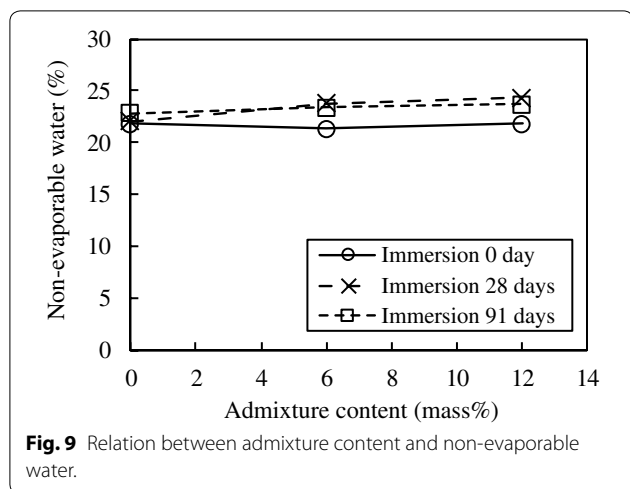 30
25
20
15
10
5
0
Non-evaporable water (%)
Immersion 0 day
Immersion 28 days
Immersion 91 days
0 2 4 6 8 10 12 14
Admixture content (mass%)
Fig. 9 Relation between admixture content and non-evaporable
water.